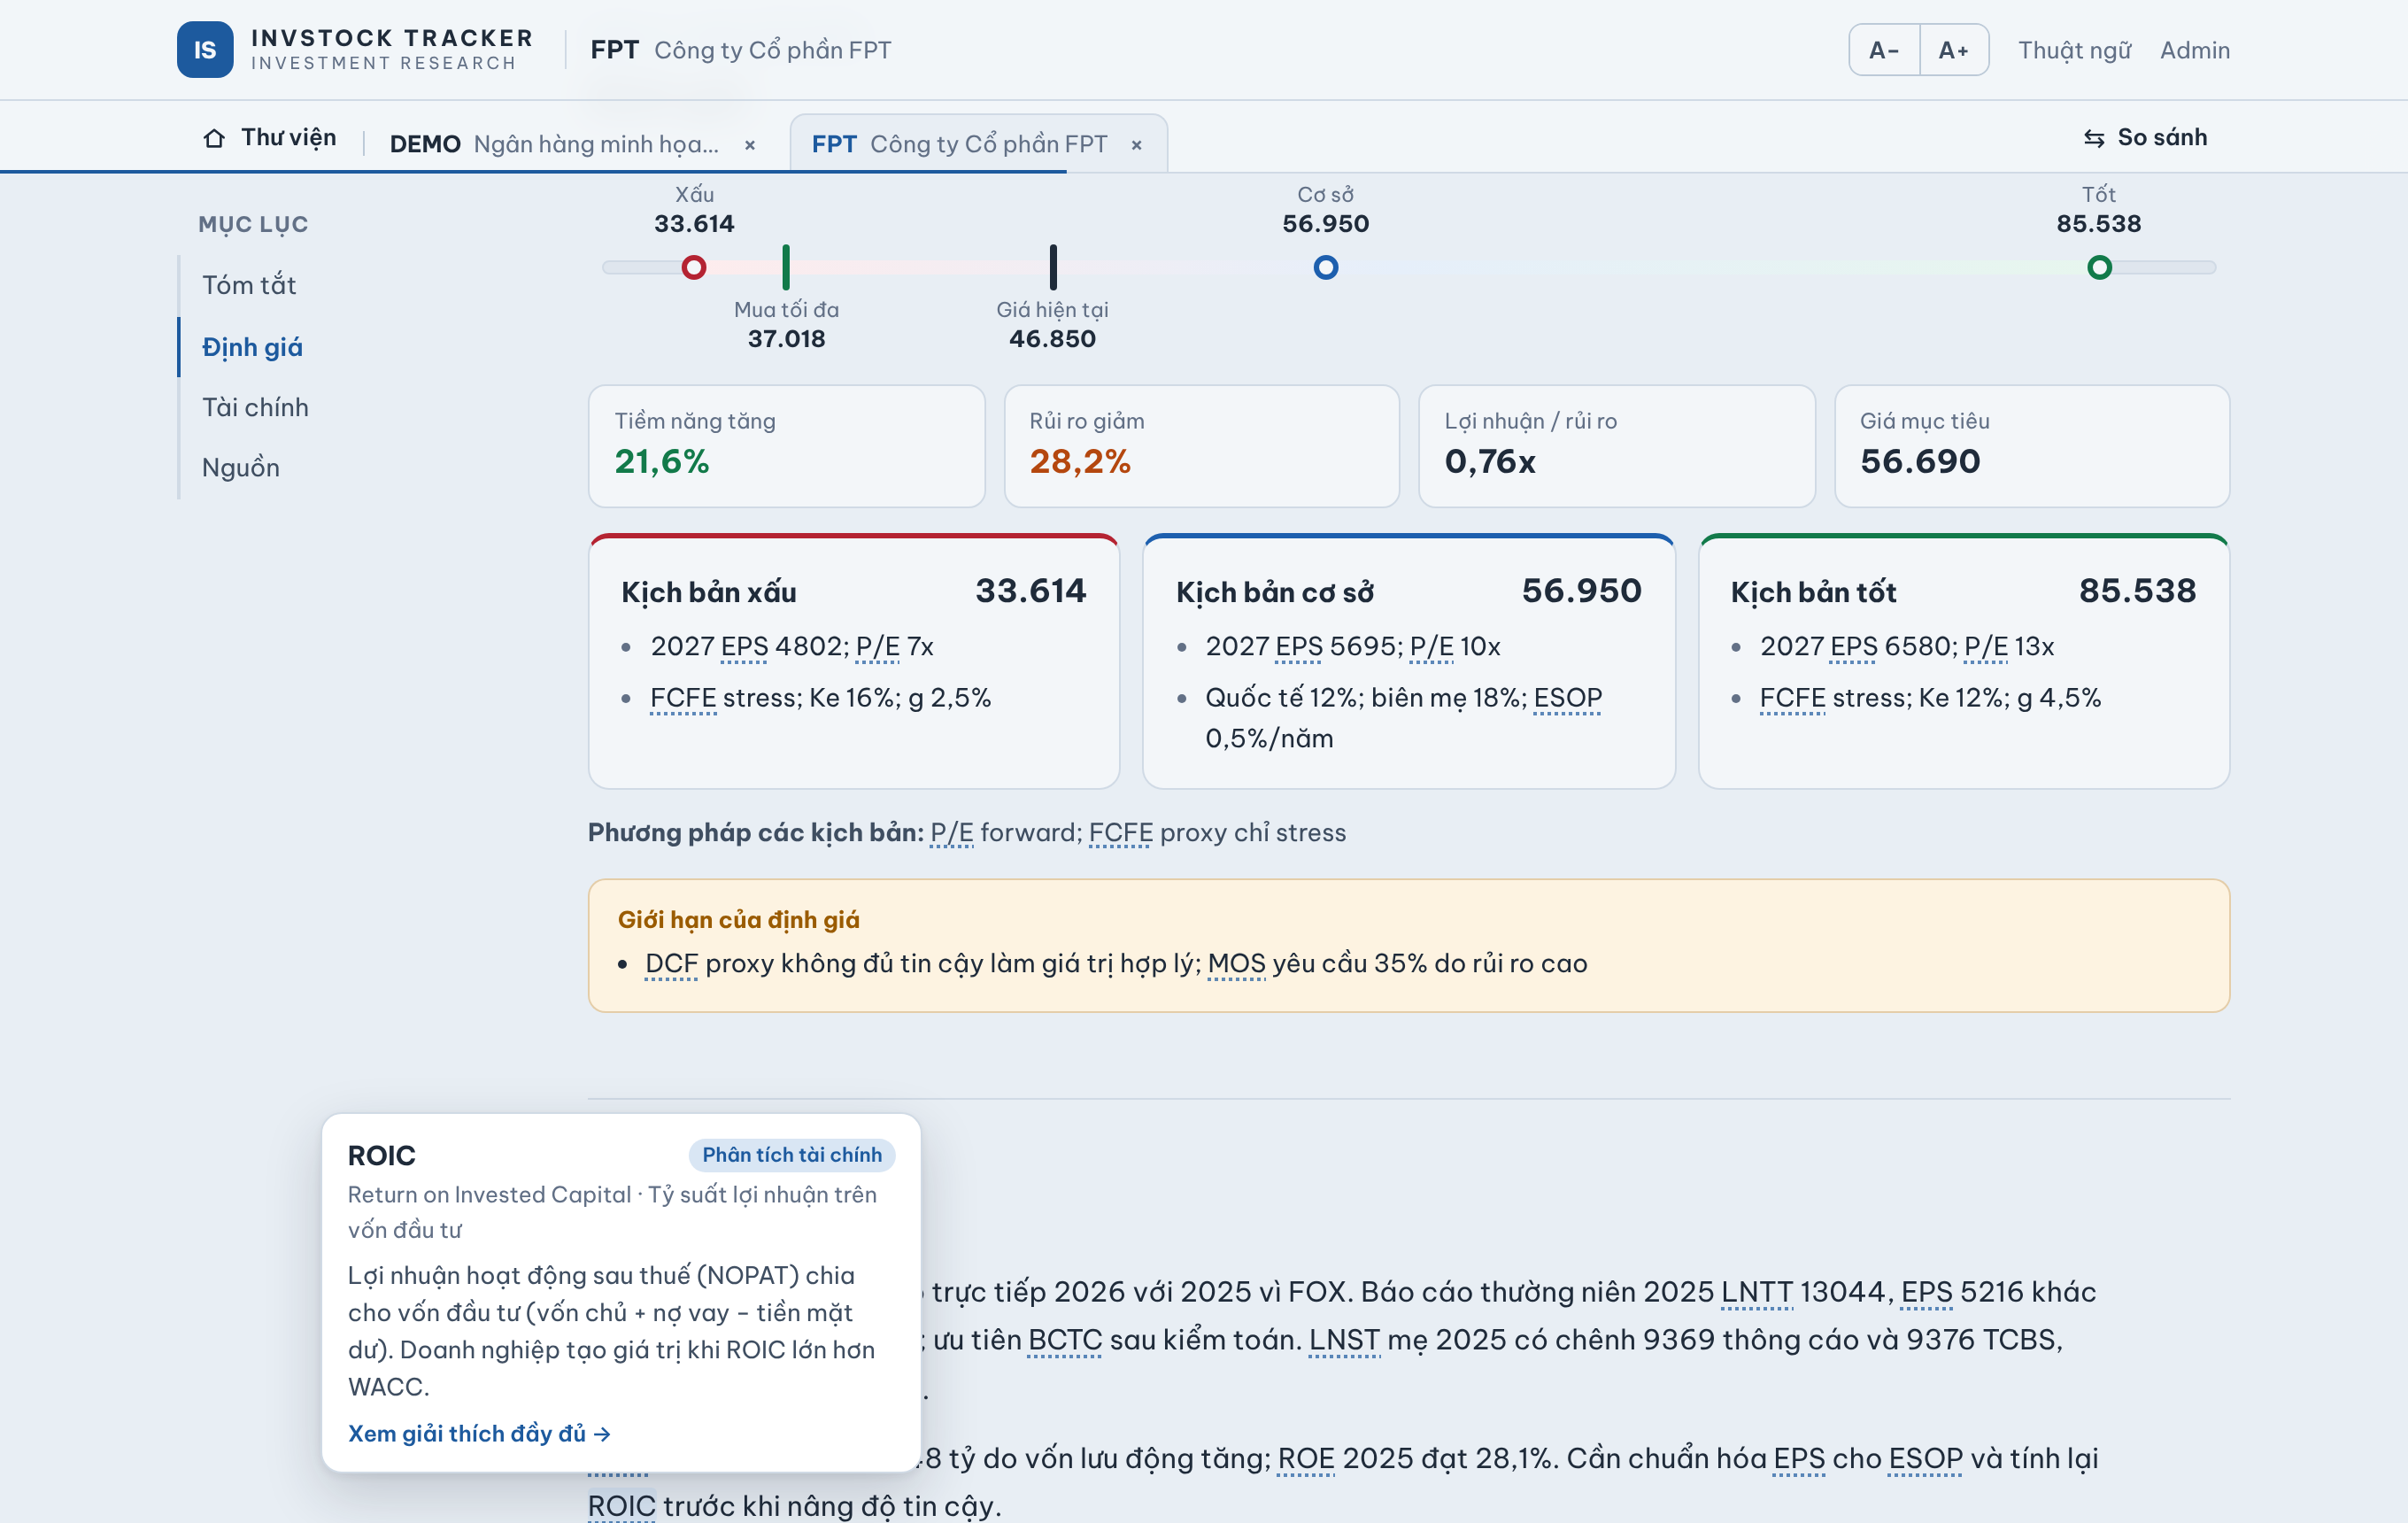 IS
INVSTOCK TRACKER
INVESTMENT RESEARCH
FPT Công ty Cổ phần FPT
A− A+ Thuật ngữ Admin
Thư viện
DEMO Ngân hàng minh họa... ×
FPT Công ty Cổ phần FPT ×
So sánh
MỤC LỤC
Tóm tắt
Định giá
Tài chính
Nguồn
Xấu
33.614
Cơ sở
56.950
Tốt
85.538
Mua tối đa
37.018
Giá hiện tại
46.850
Tiềm năng tăng
21,6%
Rủi ro giảm
28,2%
Lợi nhuận / rủi ro
0,76x
Giá mục tiêu
56.690
Kịch bản xấu 33.614
• 2027 EPS 4802; P/E 7x
• FCFE stress; Ke 16%; g 2,5%
Kịch bản cơ sở 56.950
• 2027 EPS 5695; P/E 10x
• Quốc tế 12%; biên mẹ 18%; ESOP
0,5%/năm
Kịch bản tốt 85.538
• 2027 EPS 6580; P/E 13x
• FCFE stress; Ke 12%; g 4,5%
Phương pháp các kịch bản: P/E forward; FCFE proxy chỉ stress
Giới hạn của định giá
• DCF proxy không đủ tin cậy làm giá trị hợp lý; MOS yêu cầu 35% do rủi ro cao
ROIC Phân tích tài chính
Return on Invested Capital · Tỷ suất lợi nhuận trên
vốn đầu tư
Lợi nhuận hoạt động sau thuế (NOPAT) chia
cho vốn đầu tư (vốn chủ + nợ vay − tiền mặt
dư). Doanh nghiệp tạo giá trị khi ROIC lớn hơn
WACC.
Xem giải thích đầy đủ →
trực tiếp 2026 với 2025 vì FOX. Báo cáo thường niên 2025 LNTT 13044, EPS 5216 khác
; ưu tiên BCTC sau kiểm toán. LNST mẹ 2025 có chênh 9369 thông cáo và 9376 TCBS,
.
8 tỷ do vốn lưu động tăng; ROE 2025 đạt 28,1%. Cần chuẩn hóa EPS cho ESOP và tính lại
ROIC trước khi nâng độ tin cậy.